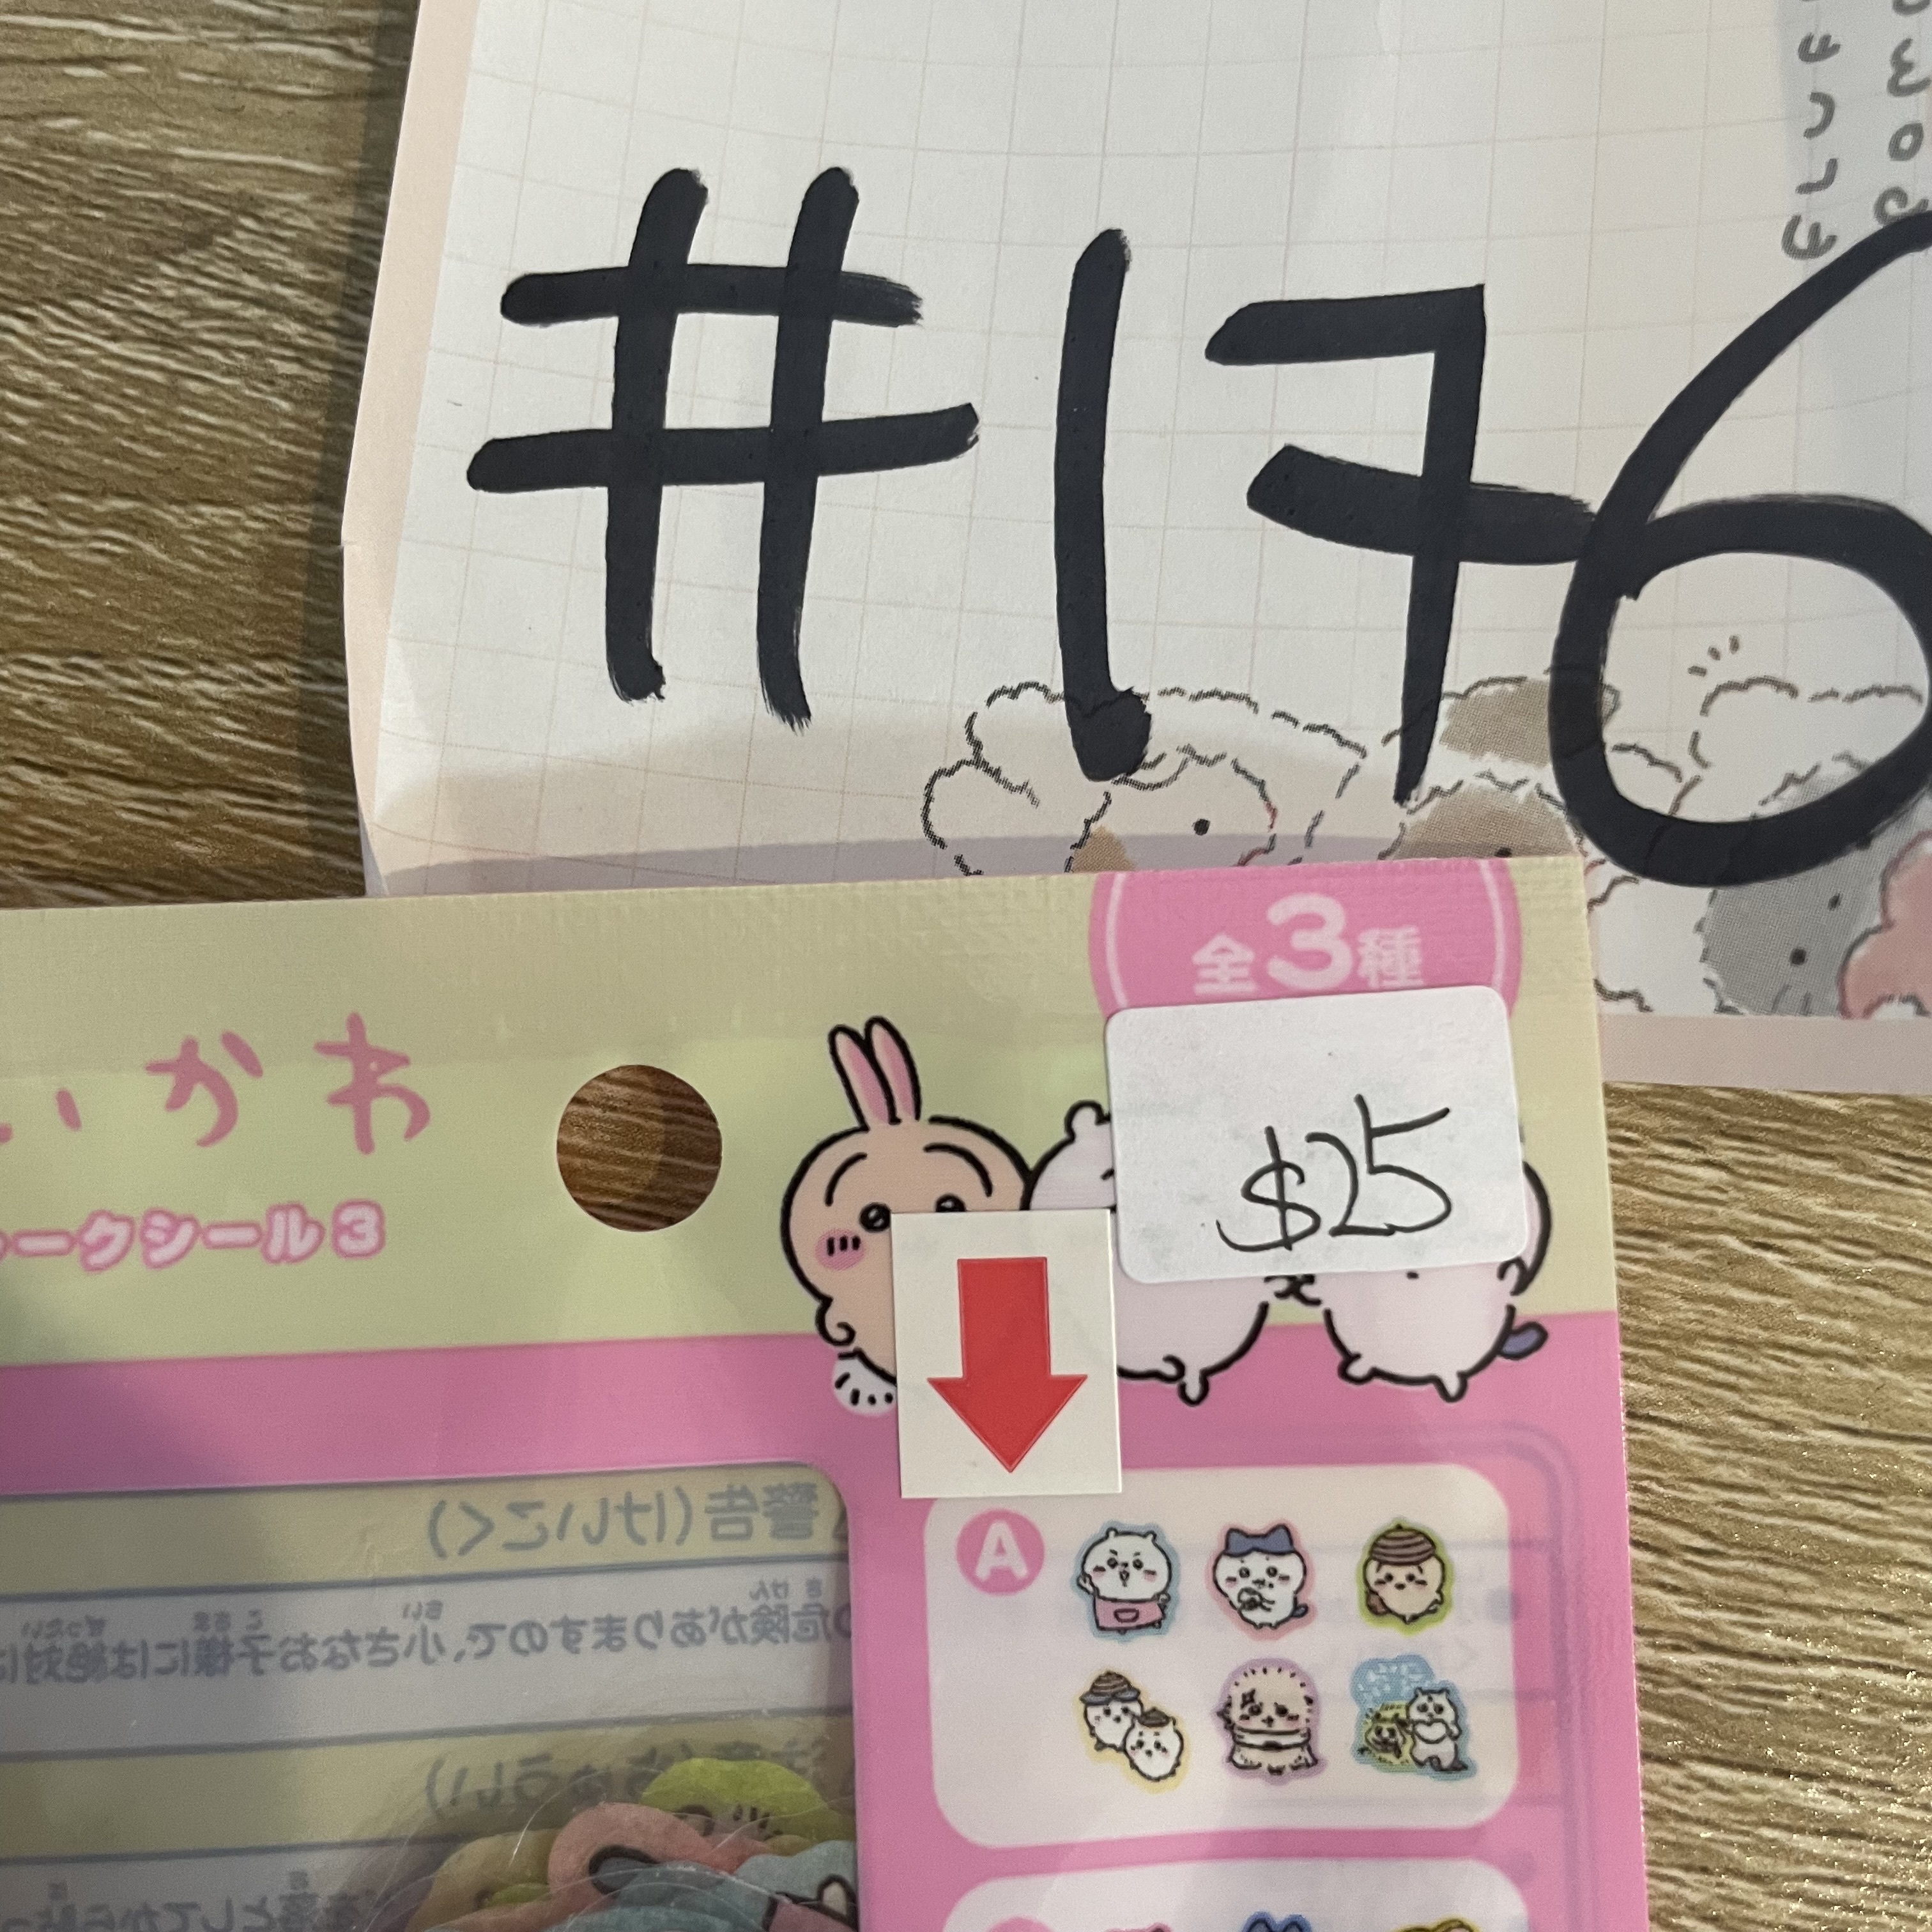 #176
全3種
いかわ
ークシール3
$25
A
警告(けいこく)
の危険がありますので、小さなお子様には絶対に